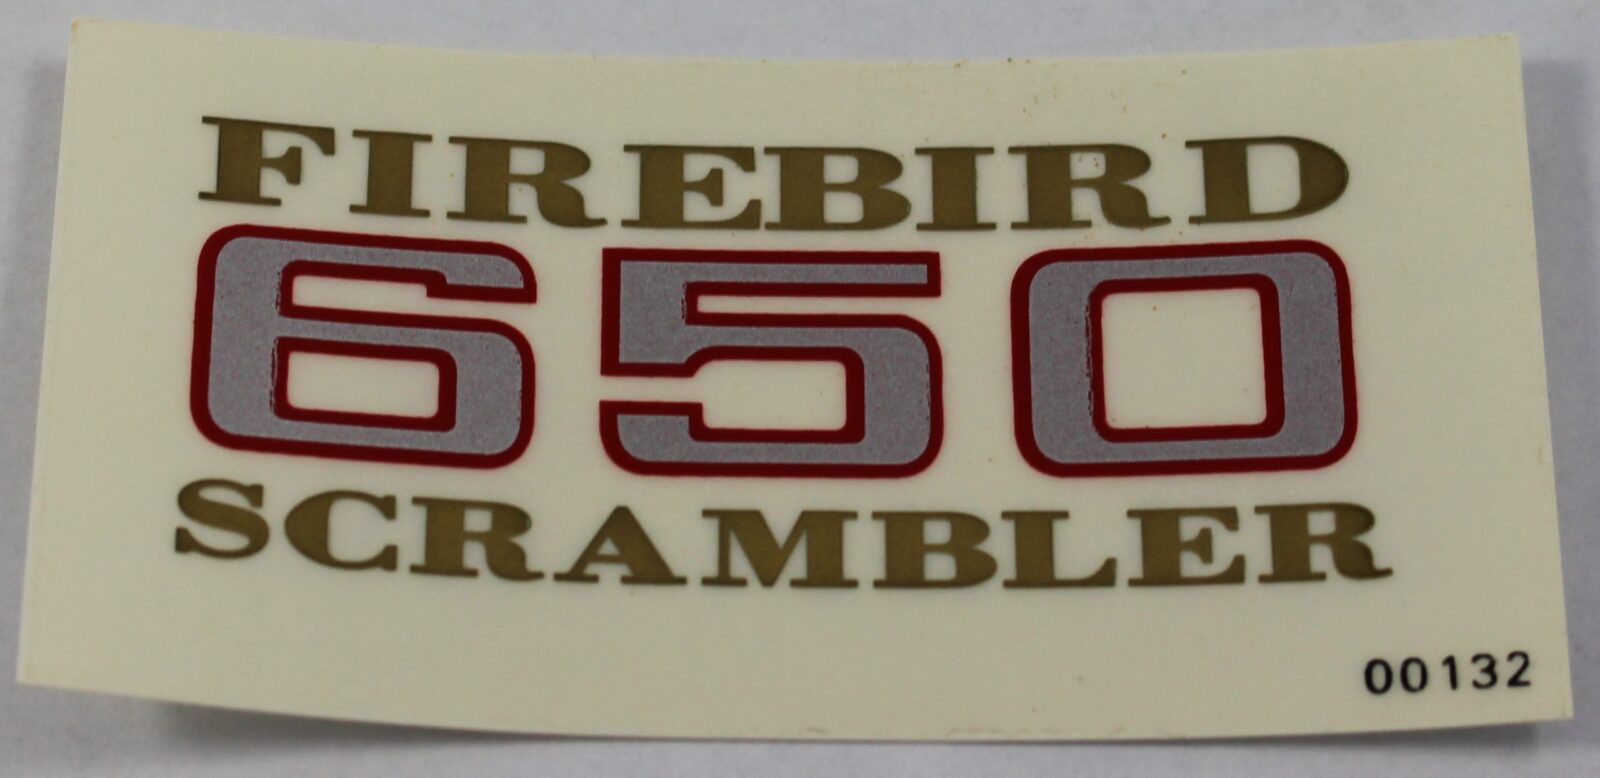 FIREBIRD
650
SCRAMBLER
00132